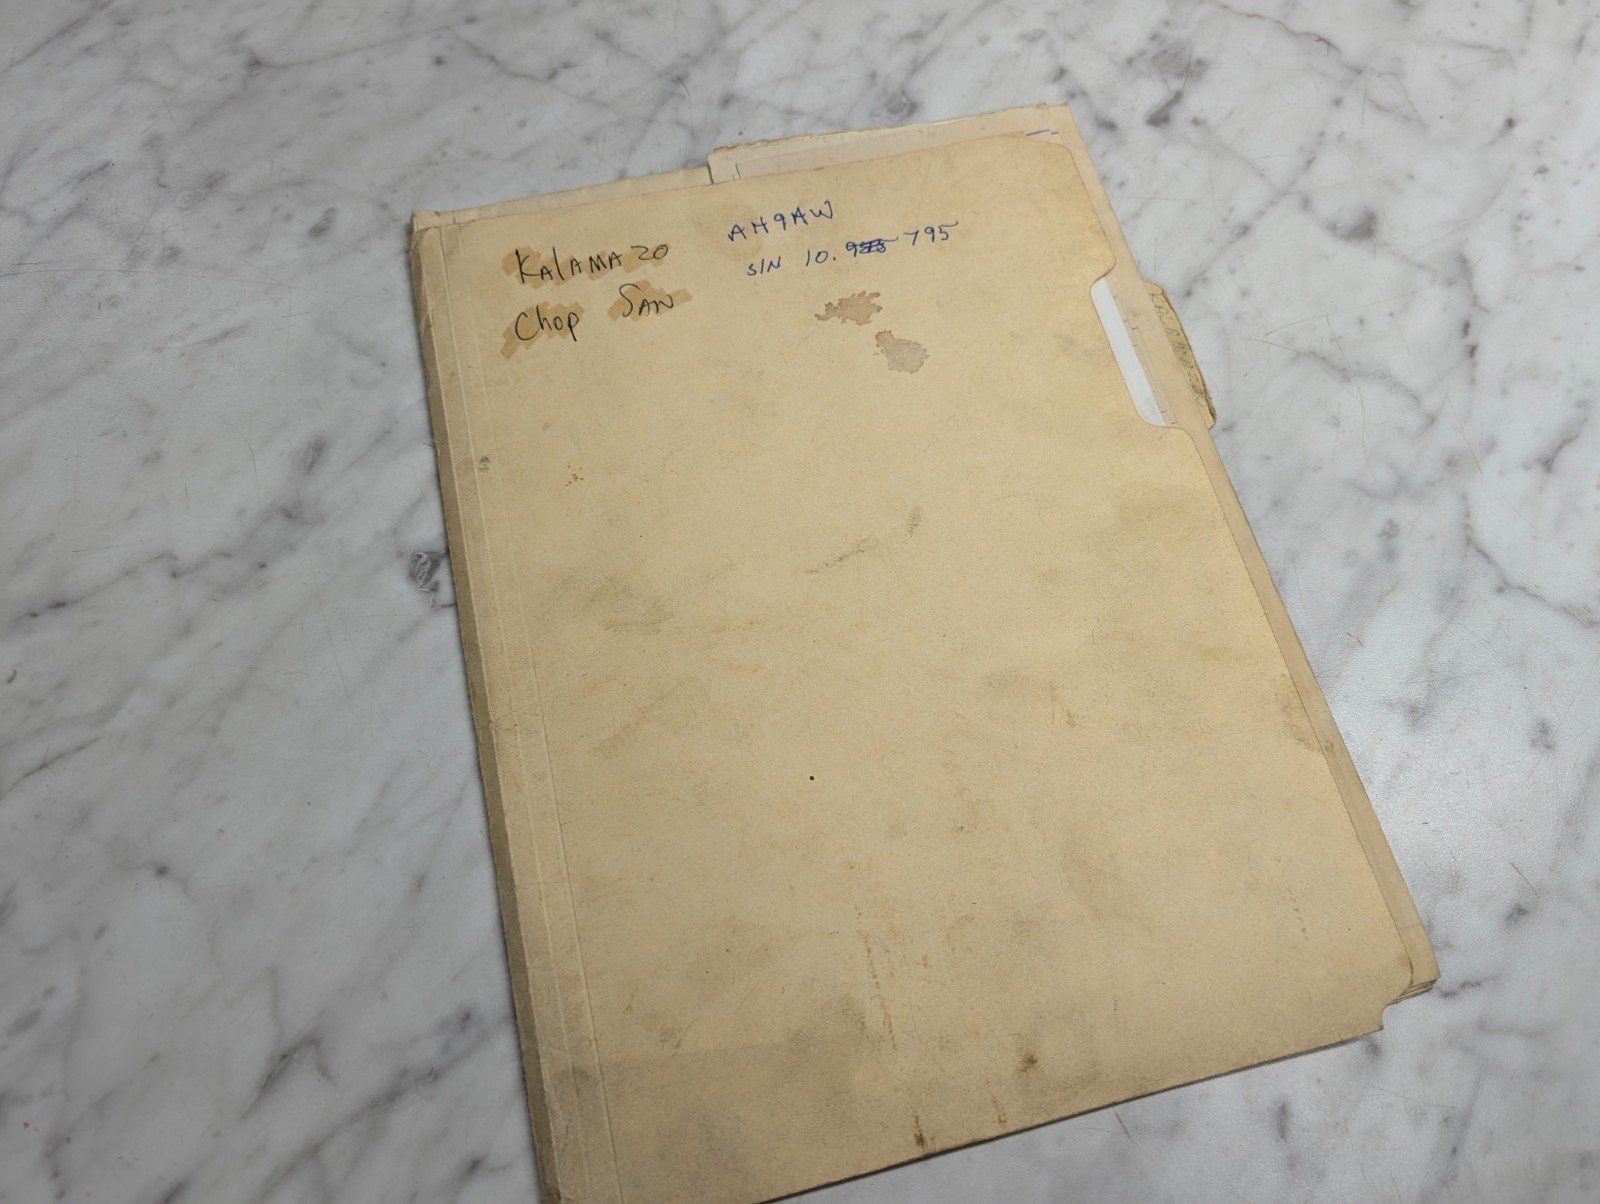 KALAMAZO
Chop SAW
AH9AW
S/N 10. 795